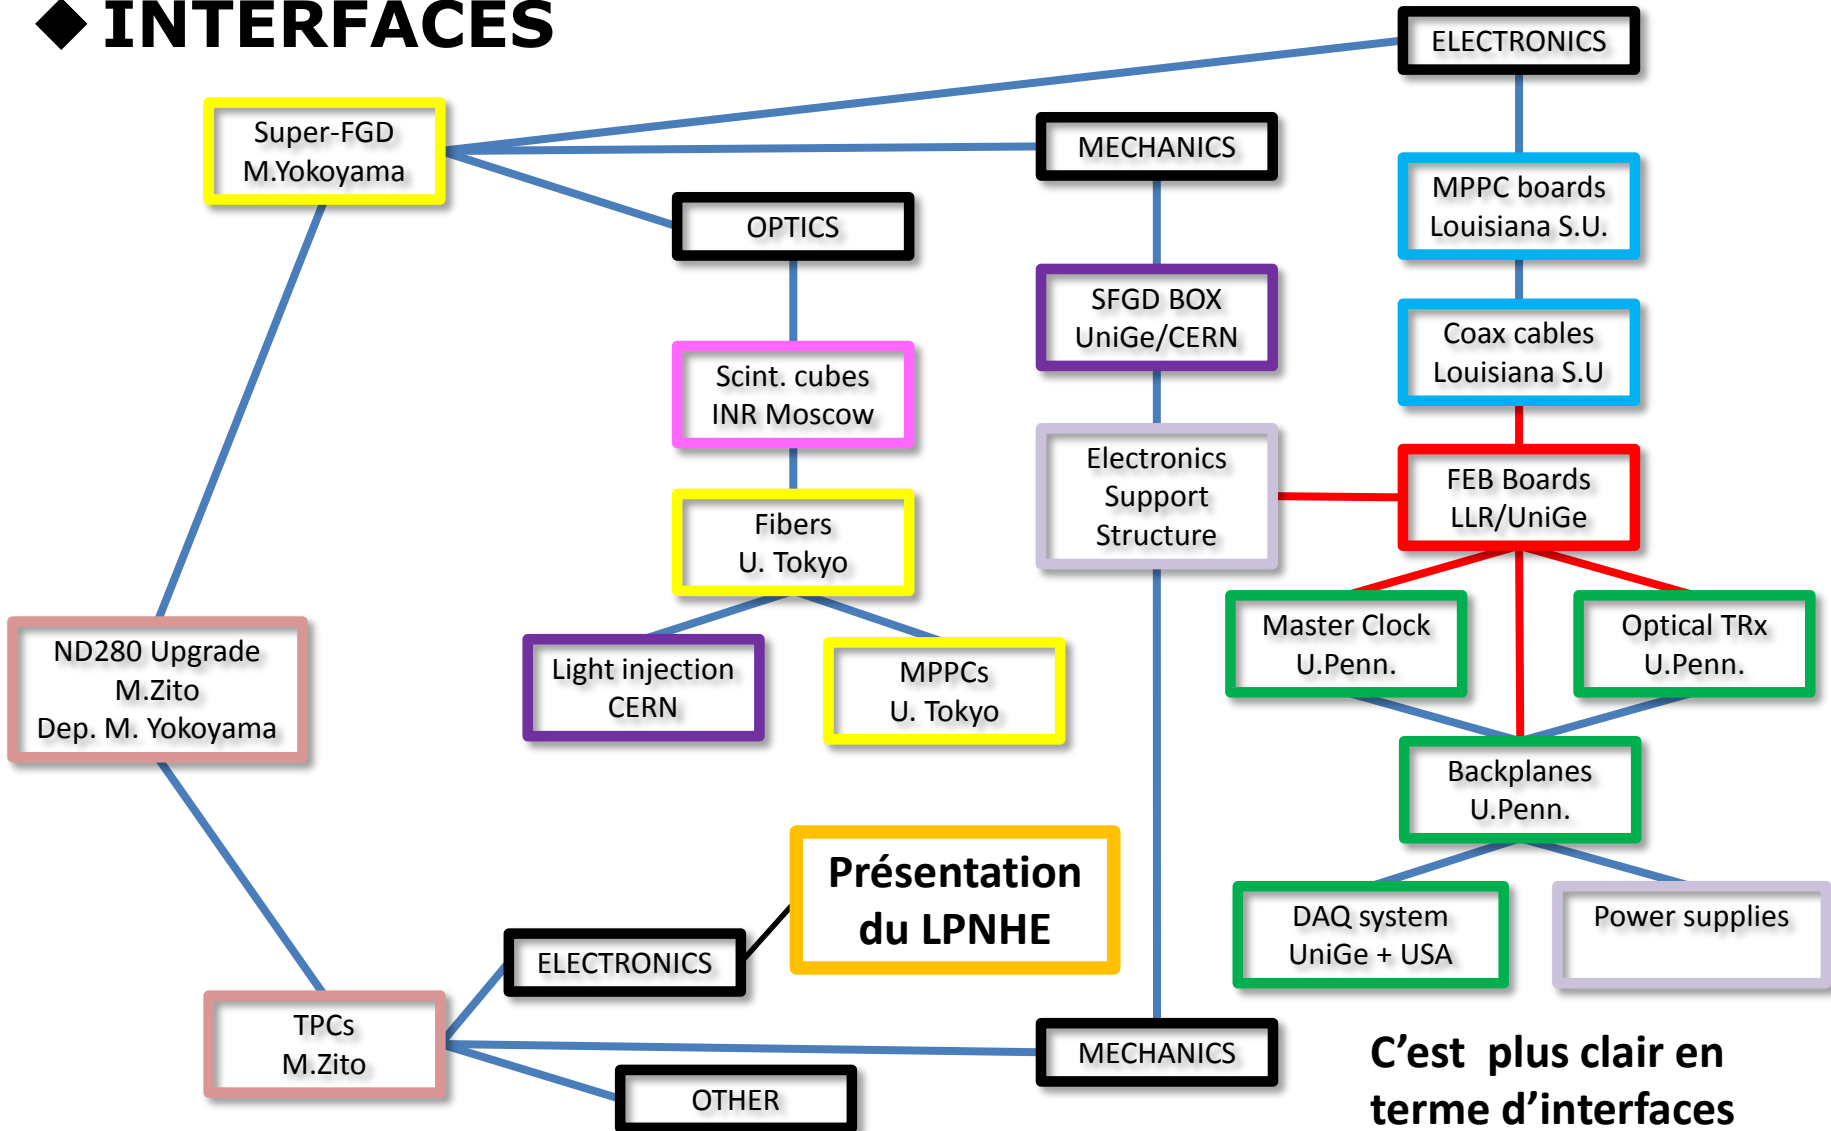 INTERFACES
ELECTRONICS
Super-FGD
M.Yokoyama
MECHANICS
MPPC boards
Louisiana S.U.
OPTICS
SFGD BOX
UniGe/CERN
Coax cables
Louisiana S.U
Scint. cubes
INR Moscow
Electronics
Support
Structure
FEB Boards
LLR/UniGe
Fibers
U. Tokyo
Master Clock
U.Penn.
Optical TRx
U.Penn.
ND280 Upgrade
M.Zito
Dep. M. Yokoyama
Light injection
CERN
MPPCs
U. Tokyo
Backplanes
U.Penn.
Présentation
du LPNHE
DAQ system
UniGe + USA
Power supplies
ELECTRONICS
TPCs
M.Zito
MECHANICS
OTHER
C’est plus clair en
terme d’interfaces